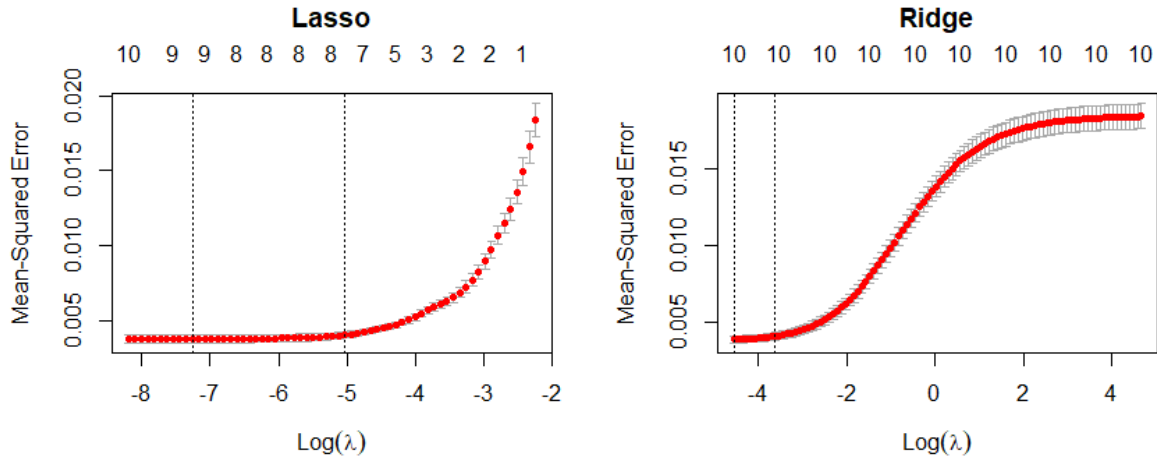 Lasso
10 9 9 8 8 8 8 7 5 3 2 2 1
Mean-Squared Error
0.020
0.015
0.010
0.005
-8 -7 -6 -5 -4 -3 -2
Log(λ)
Ridge
10 10 10 10 10 10 10 10 10 10
Mean-Squared Error
0.015
0.010
0.005
-4 -2 0 2 4
Log(λ)